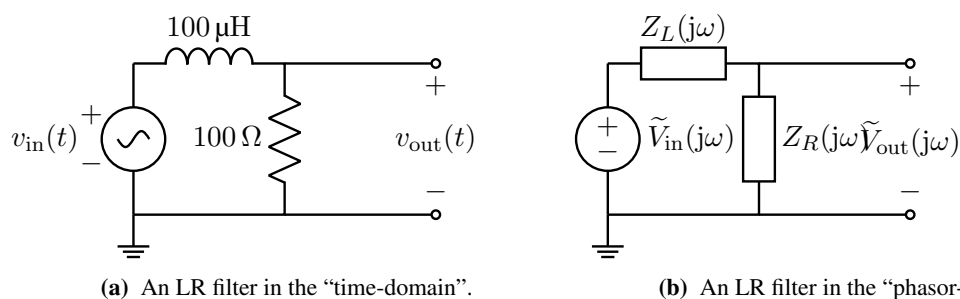 100 µH
+
v_in(t)
−
100 Ω
+
v_out(t)
−
(a) An LR filter in the “time-domain”.
Z_L(jω)
+
−
Ṽ_in(jω)
Z_R(jω)
+
Ṽ_out(jω)
−
(b) An LR filter in the “phasor-